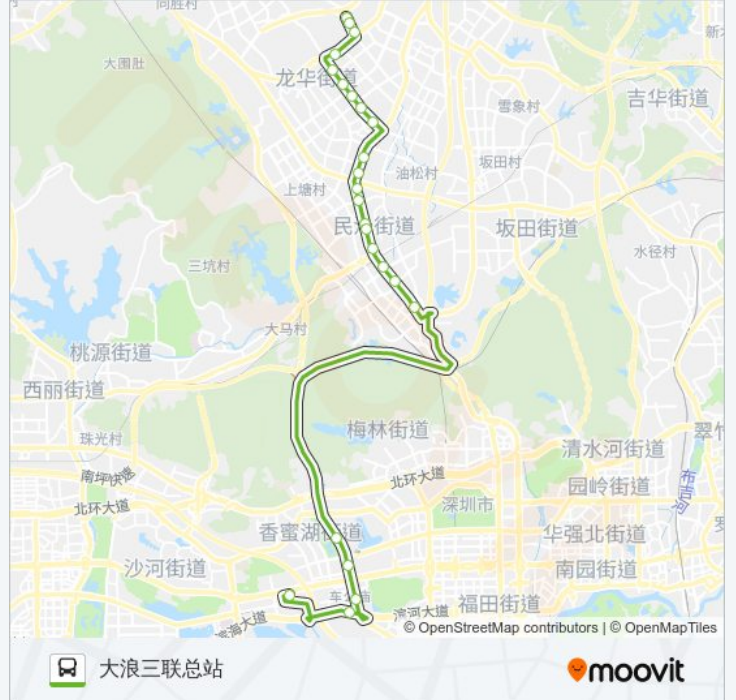 同胜村
新
大围肚
龙华街道
吉华街道
雪象村
坂田村
油松村
上塘村
民治街道
坂田街道
水径村
三坑村
大马村
桃源街道
西丽街道
梅林街道
翠竹
珠光村
清水河街道
南坪快速
北环大道
园岭街道
布吉河
北环大道
深圳市
罗
香蜜湖街道
华强北街道
沙河街道
南园街道
车公庙
福田街道
滨河大道
滨海大道
© OpenStreetMap contributors | © OpenMapTiles
大浪三联总站
moovit